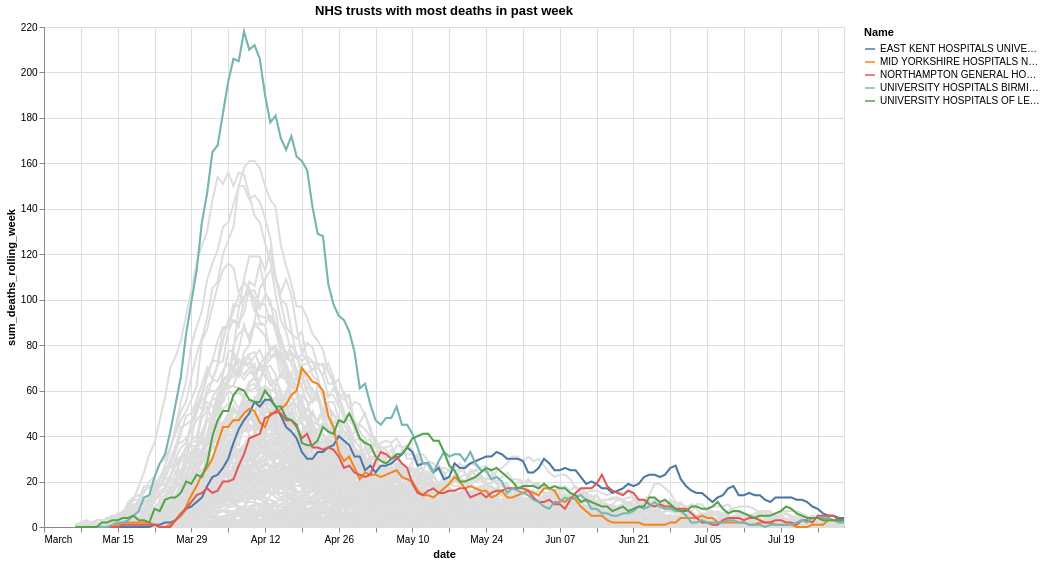 NHS trusts with most deaths in past week
Name
EAST KENT HOSPITALS UNIVE…
MID YORKSHIRE HOSPITALS N…
NORTHAMPTON GENERAL HO…
UNIVERSITY HOSPITALS BIRMI…
UNIVERSITY HOSPITALS OF LE…
sum_deaths_rolling_week
220
200
180
160
140
120
100
80
60
40
20
0
March Mar 15 Mar 29 Apr 12 Apr 26 May 10 May 24 Jun 07 Jun 21 Jul 05 Jul 19
date